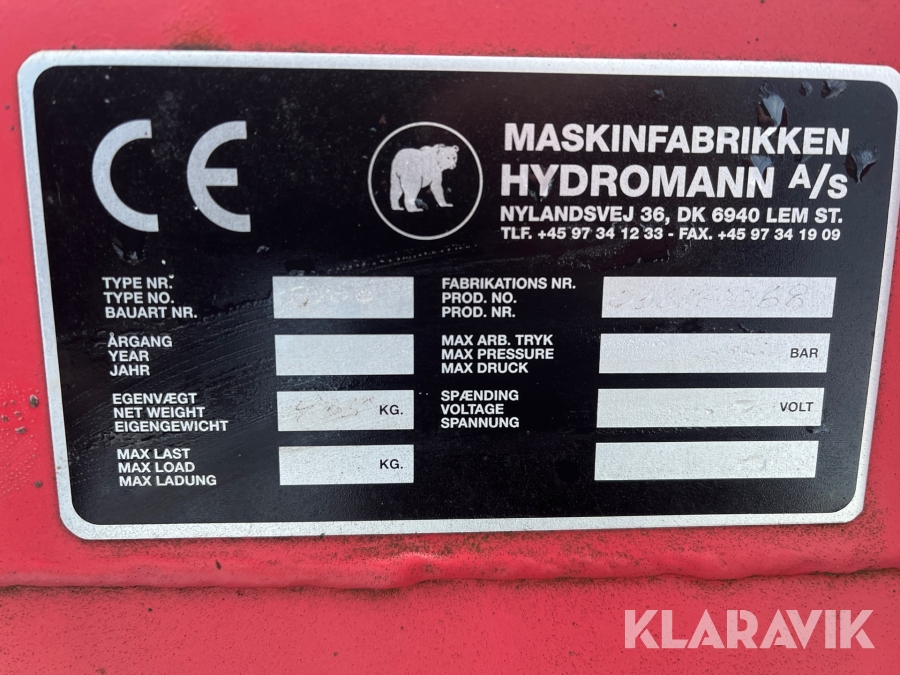 KLARAVIK
CE
MASKINFABRIKKEN
HYDROMANN A/S
NYLANDSVEJ 36, DK 6940 LEM ST.
TLF. +45 97 34 12 33 - FAX. +45 97 34 19 09
TYPE NR.
TYPE NO.
BAUART NR.
ÅRGANG
YEAR
JAHR
EGENVÆGT
NET WEIGHT
EIGENGEWICHT
KG.
MAX LAST
MAX LOAD
MAX LADUNG
KG.
FABRIKATIONS NR.
PROD. NO.
PROD. NR.
MAX ARB. TRYK
MAX PRESSURE
MAX DRUCK
BAR
SPÆNDING
VOLTAGE
SPANNUNG
VOLT
KLARAVIK